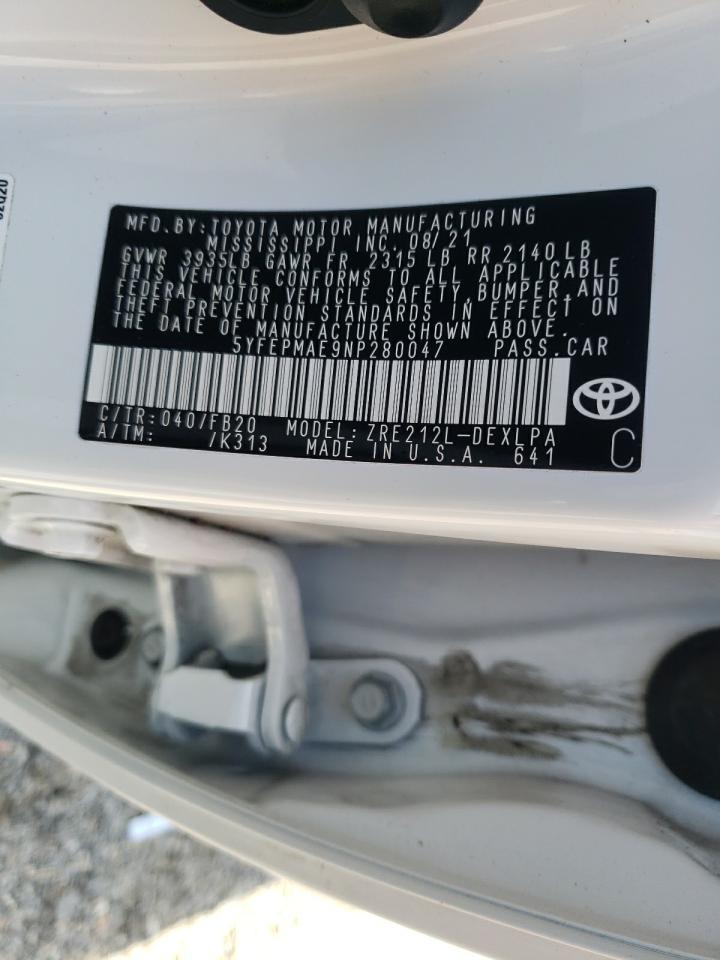 MFD.BY:TOYOTA MOTOR MANUFACTURING
MISSISSIPPI INC. 08/21
GVWR 3935LB GAWR FR 2315 LB RR 2140 LB
THIS VEHICLE CONFORMS TO ALL APPLICABLE
FEDERAL MOTOR VEHICLE SAFETY,BUMPER,AND
THEFT PREVENTION STANDARDS IN EFFECT ON
THE DATE OF MANUFACTURE SHOWN ABOVE.
5YFEPMAE9NP280047 PASS.CAR
C/TR:040/FB20 MODEL:ZRE212L-DEXLPA
A/TM: /K313 MADE IN U.S.A. 641
C